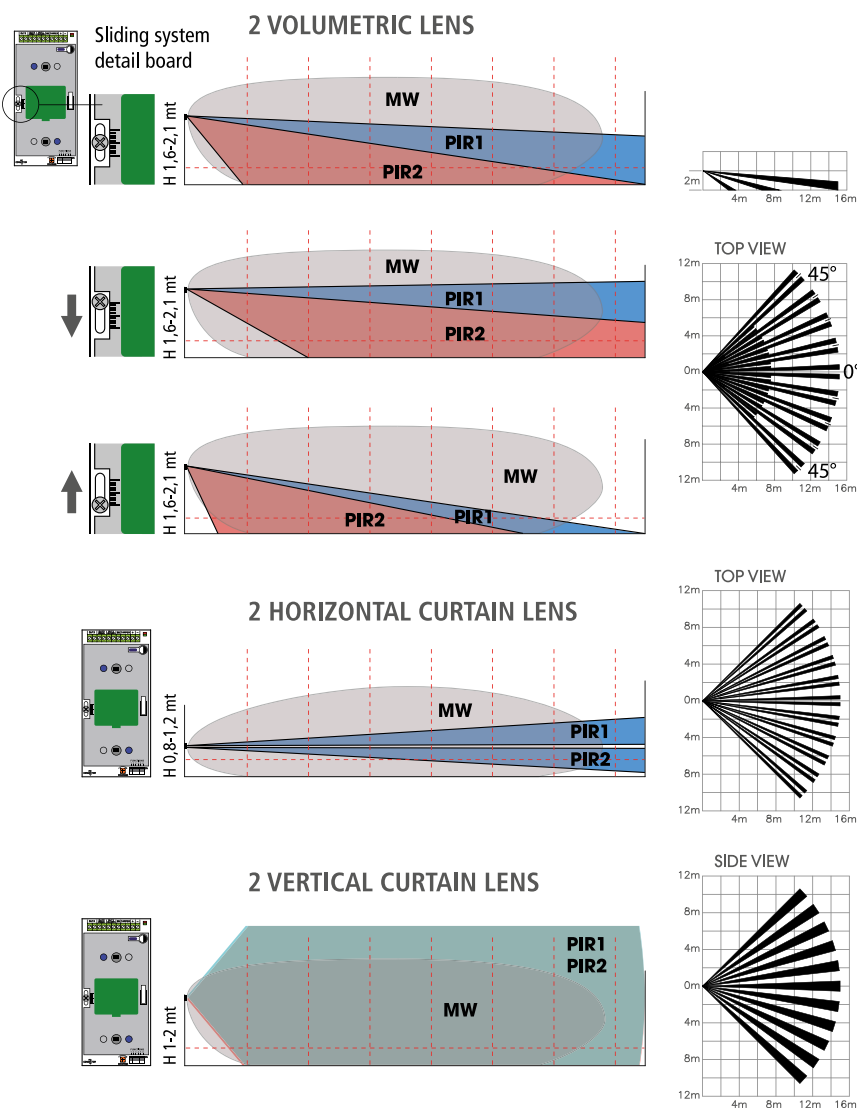 2 VOLUMETRIC LENS
Sliding system
detail board
H 1,6-2,1 mt
MW
PIR1
PIR2
2m
4m 8m 12m 16m
H 1,6-2,1 mt
MW
PIR1
PIR2
TOP VIEW
12m
8m
4m
0m
4m
8m
12m
45°
0°
45°
4m 8m 12m 16m
H 1,6-2,1 mt
MW
PIR1
PIR2
2 HORIZONTAL CURTAIN LENS
H 0,8-1,2 mt
MW
PIR1
PIR2
TOP VIEW
12m
8m
4m
0m
4m
8m
12m
4m 8m 12m 16m
2 VERTICAL CURTAIN LENS
H 1-2 mt
PIR1
PIR2
MW
SIDE VIEW
12m
8m
4m
0m
4m
8m
12m
4m 8m 12m 16m